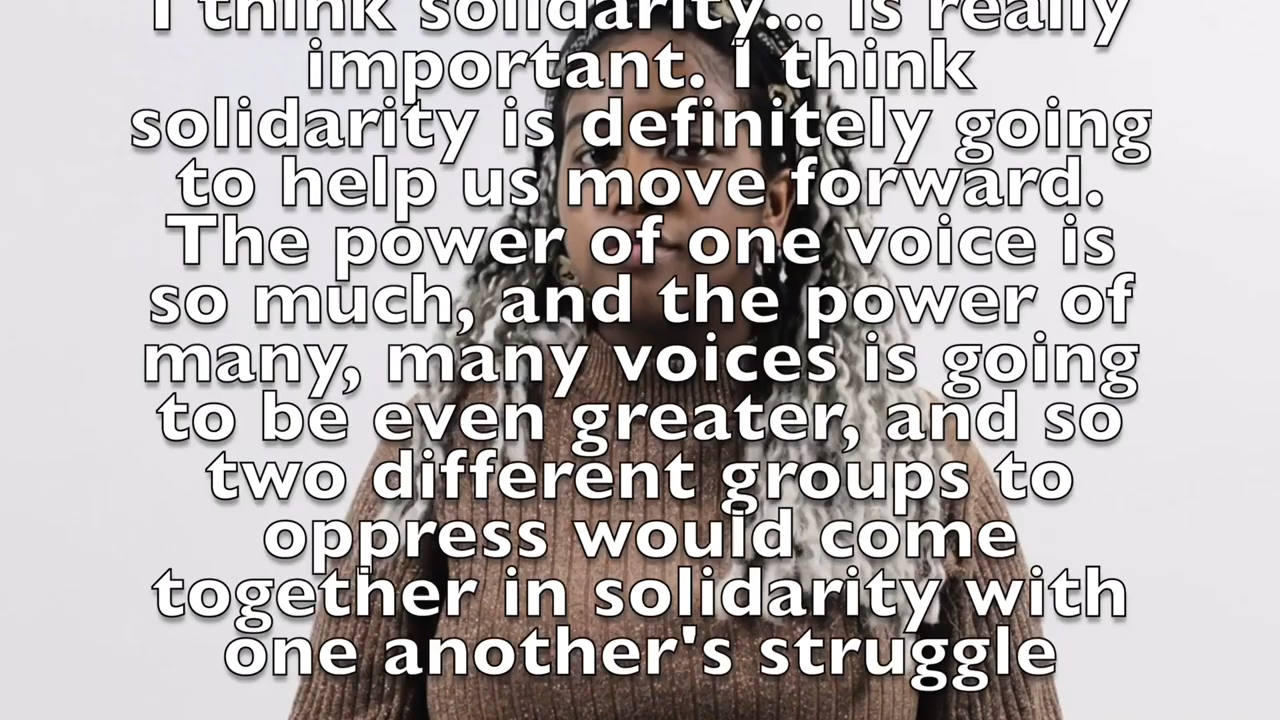 I think solidarity... is really
important. I think
solidarity is definitely going
to help us move forward.
The power of one voice is
so much, and the power of
many, many voices is going
to be even greater, and so
two different groups to
oppress would come
together in solidarity with
one another's struggle